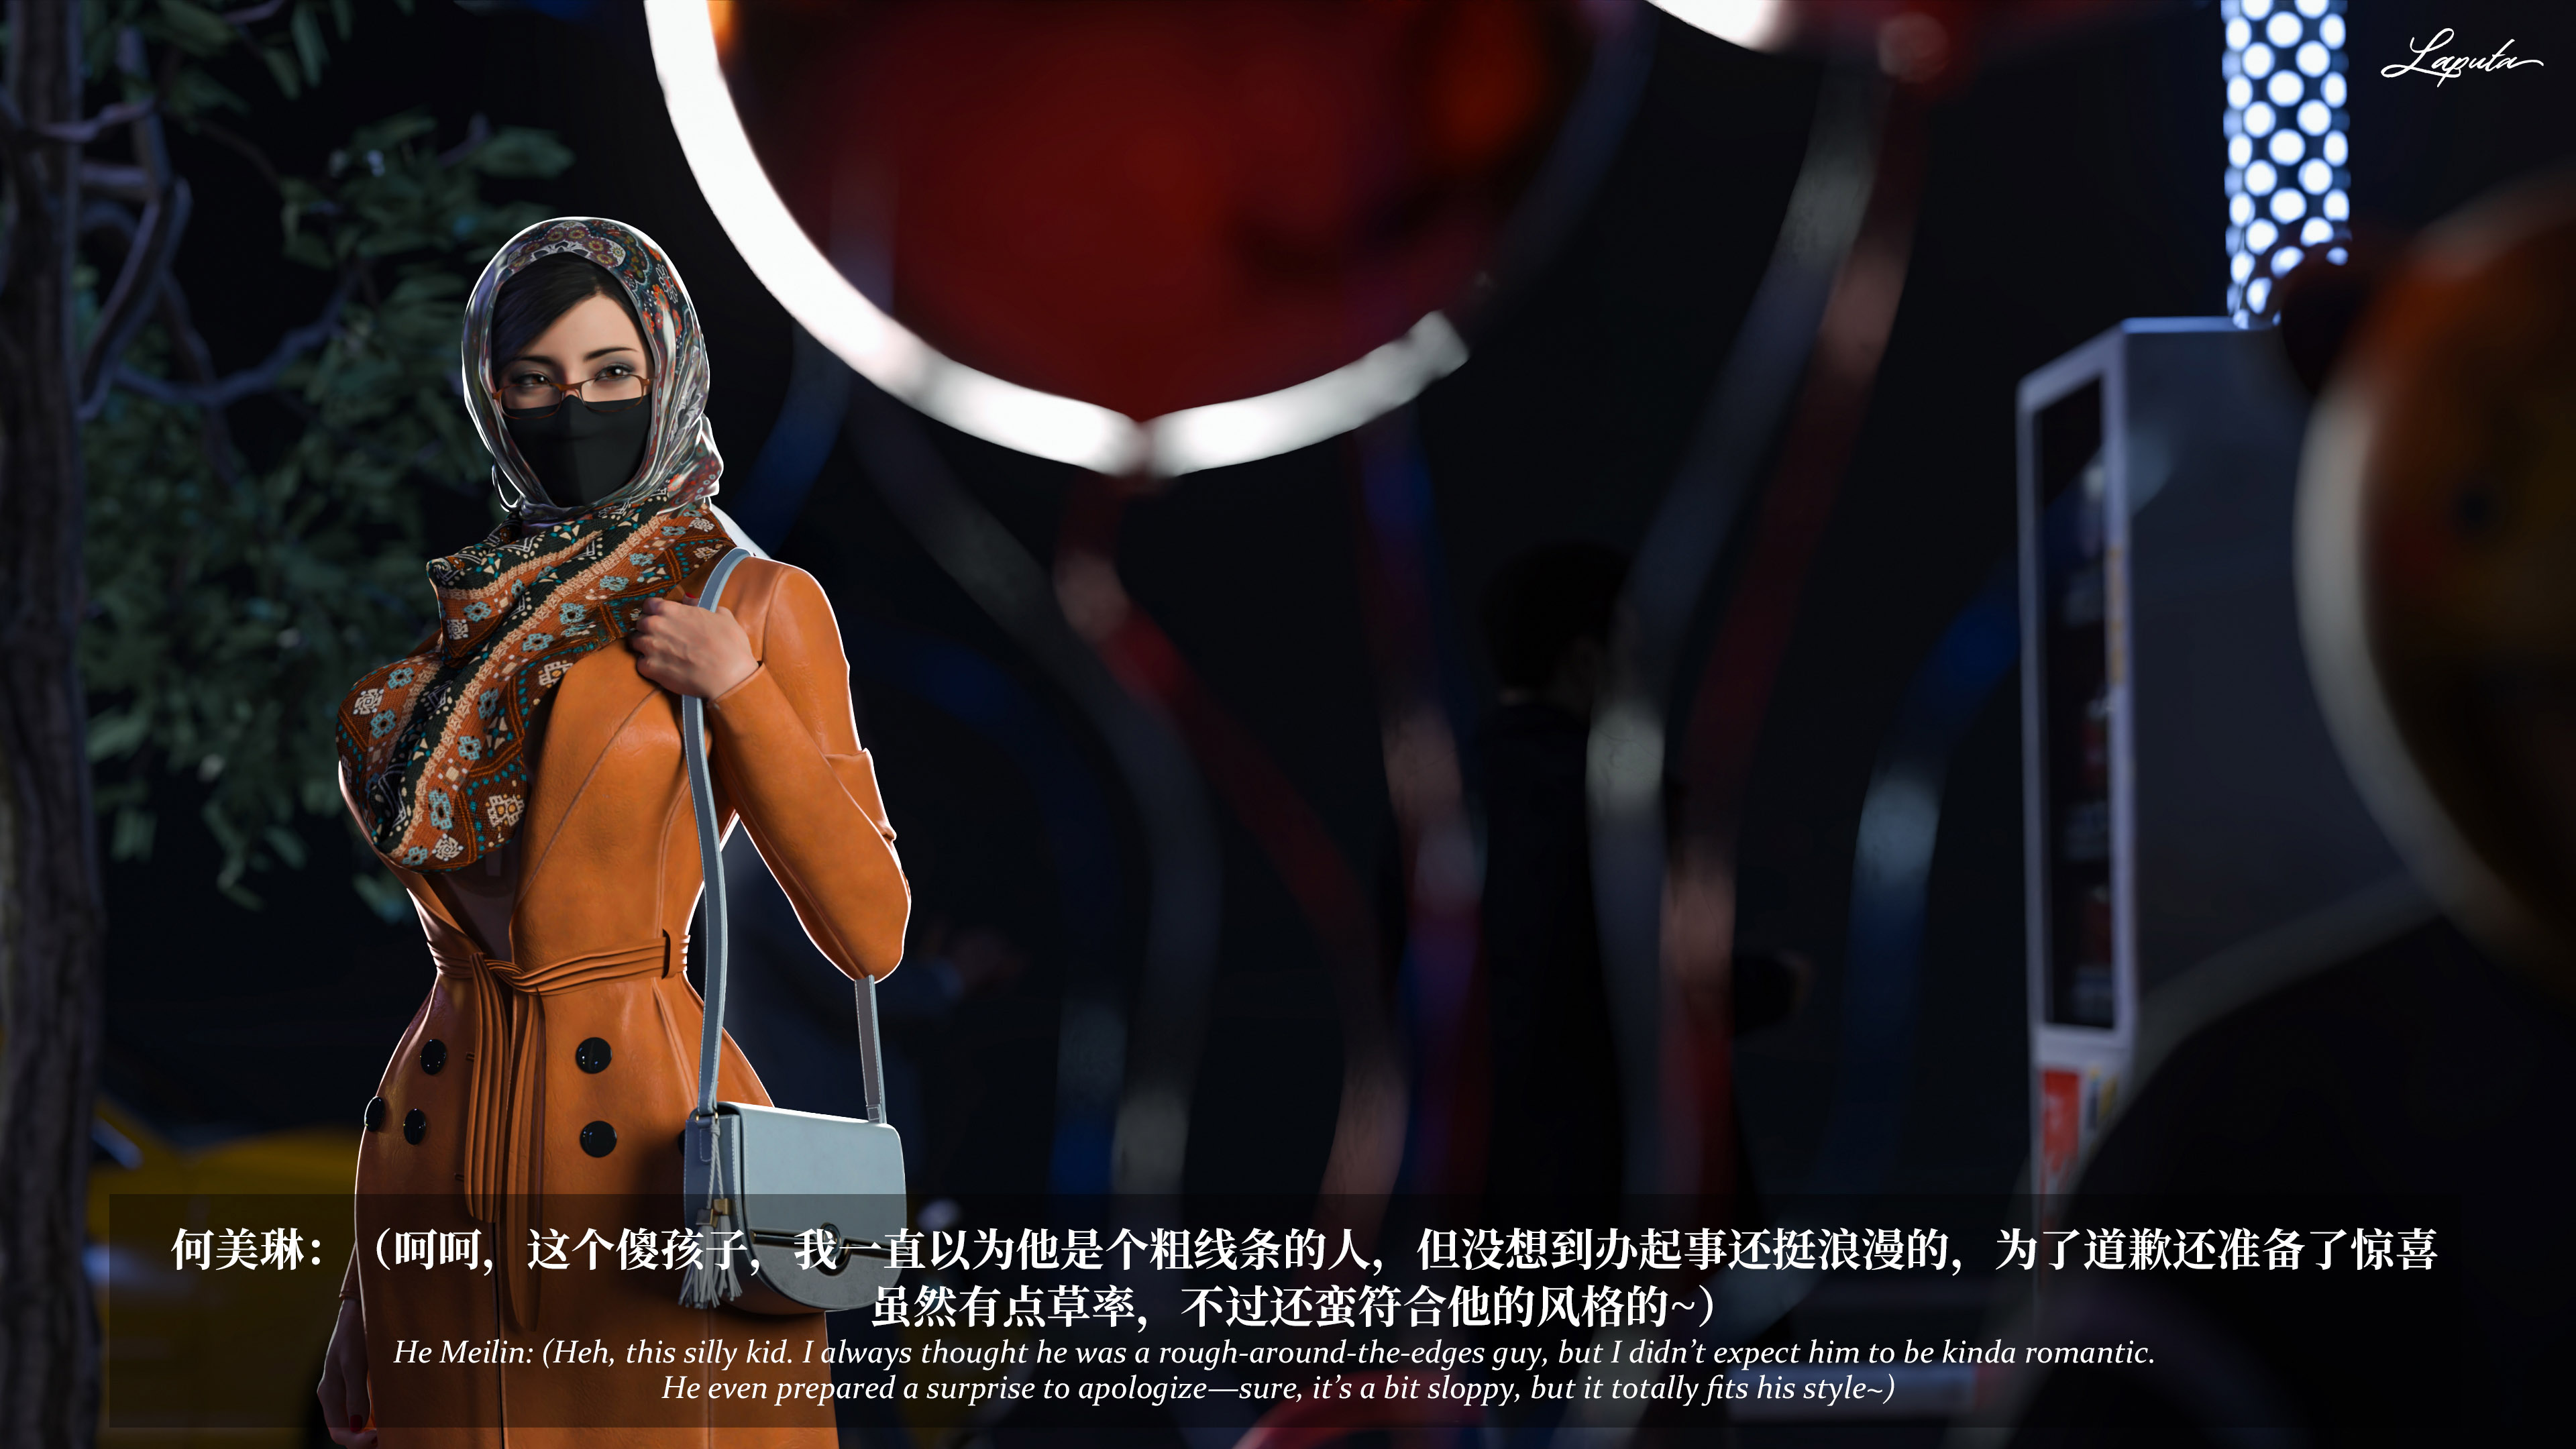 Laputa
何美琳：（呵呵，这个傻孩子，我一直以为他是个粗线条的人，但没想到办起事还挺浪漫的，为了道歉还准备了惊喜
虽然有点草率，不过还蛮符合他的风格的~）
He Meilin: (Heh, this silly kid. I always thought he was a rough-around-the-edges guy, but I didn’t expect him to be kinda romantic.
He even prepared a surprise to apologize—sure, it’s a bit sloppy, but it totally fits his style~)